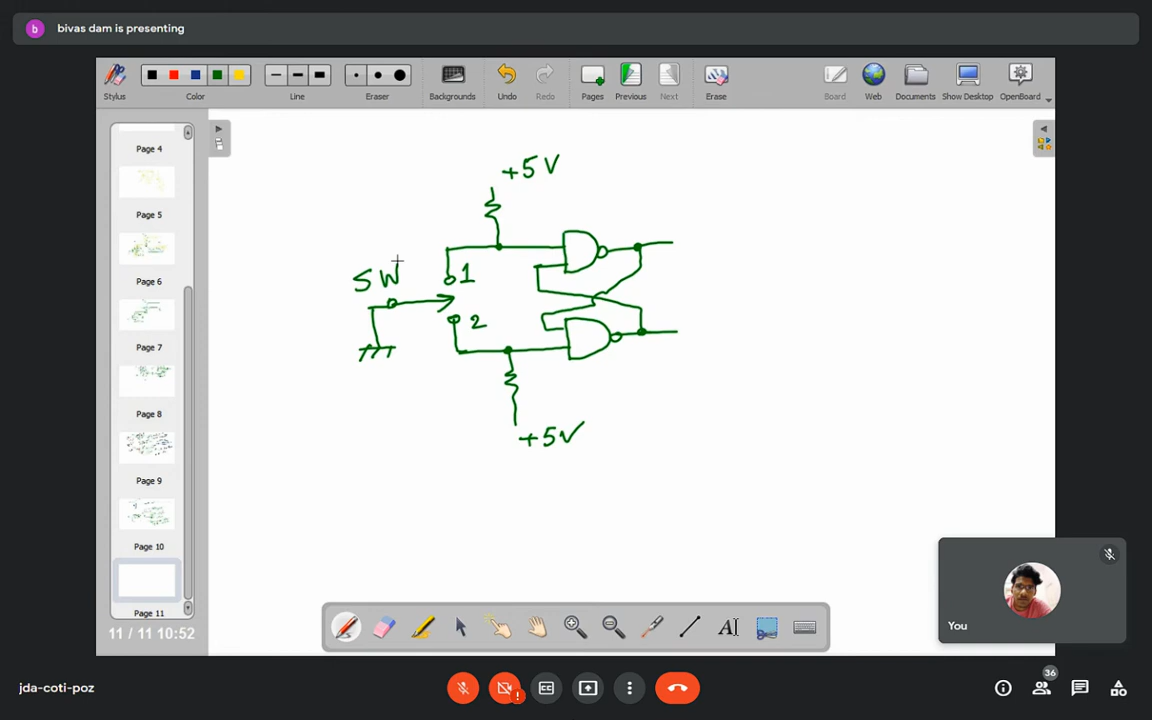 b bivas dam is presenting
Stylus Color Line Eraser Backgrounds Undo Redo Pages Previous Next Erase Board Web Documents Show Desktop OpenBoard
Page 4
Page 5
Page 6
Page 7
Page 8
Page 9
Page 10
Page 11
11 / 11 10:52
+5V
SW
1
2
+5V
A
You
jda-coti-poz
!
36